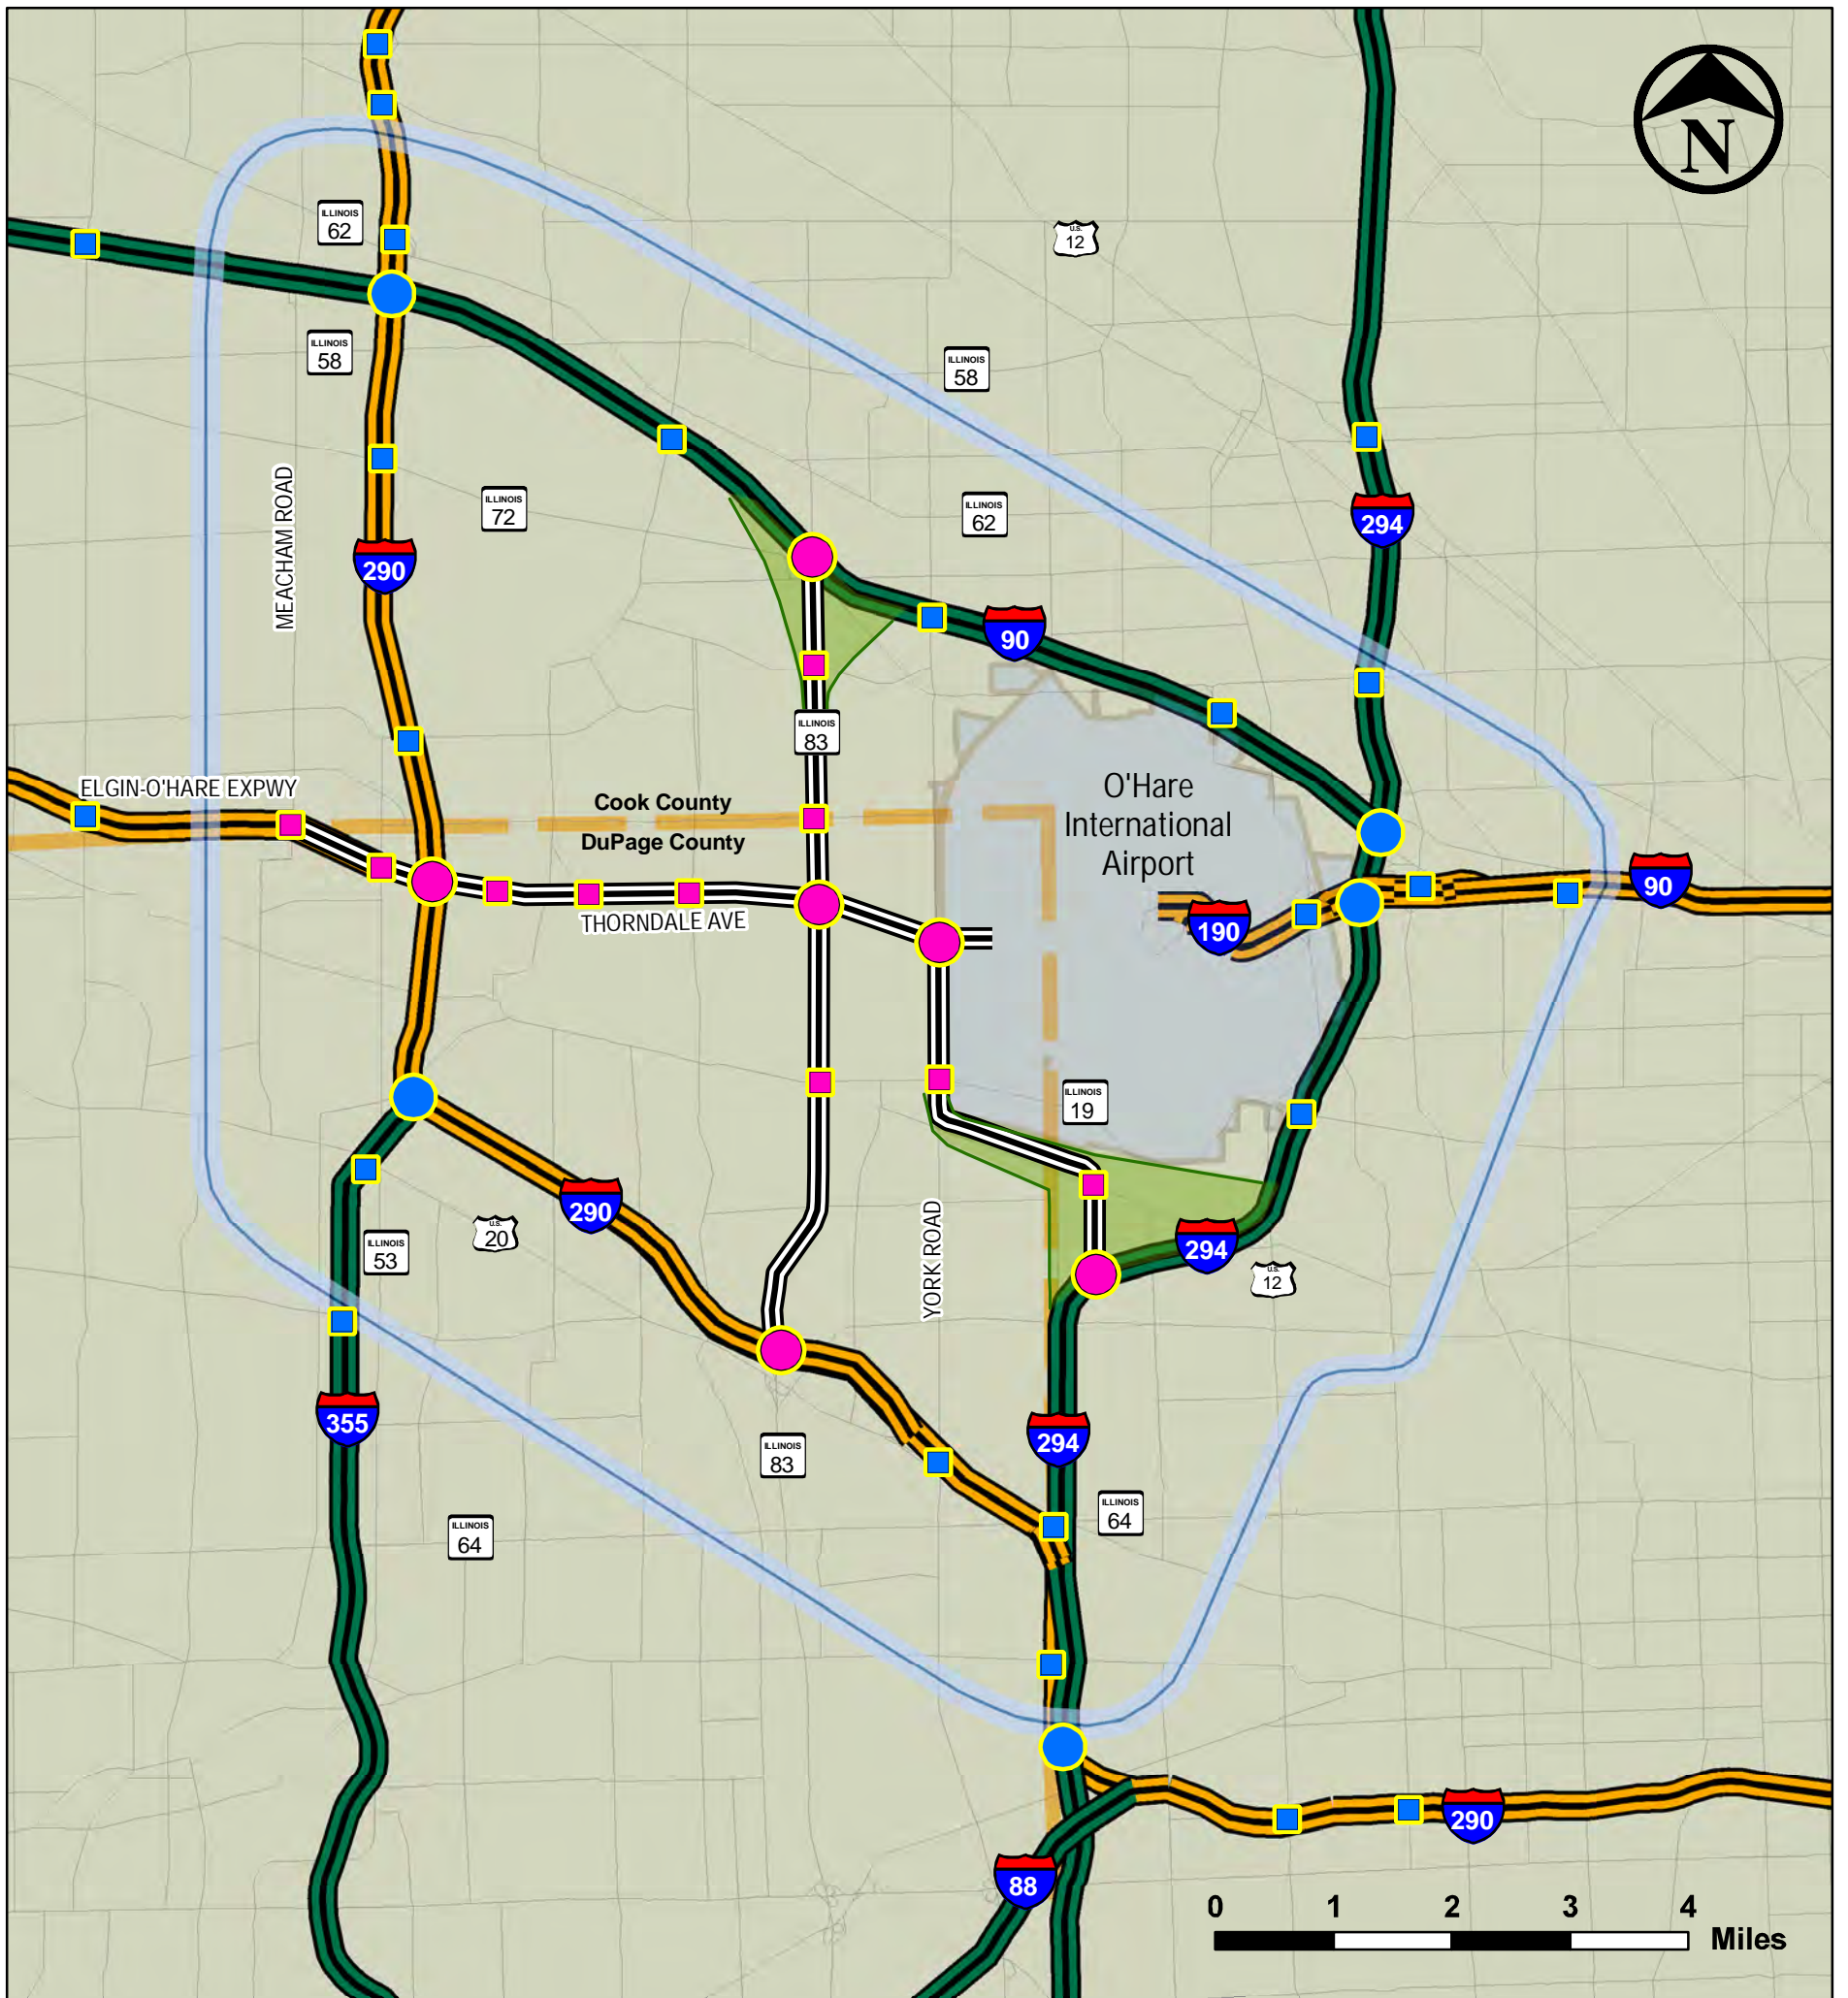 N
ILLINOIS
62
U.S.
12
ILLINOIS
58
ILLINOIS
58
MEACHAM ROAD
ILLINOIS
72
ILLINOIS
62
294
290
90
ILLINOIS
83
ELGIN-O'HARE EXPWY
Cook County
DuPage County
O'Hare
International
Airport
90
THORNDALE AVE
190
ILLINOIS
19
290
U.S.
20
ILLINOIS
53
YORK ROAD
294
U.S.
12
355
294
ILLINOIS
83
ILLINOIS
64
ILLINOIS
64
290
88
0 1 2 3 4
Miles